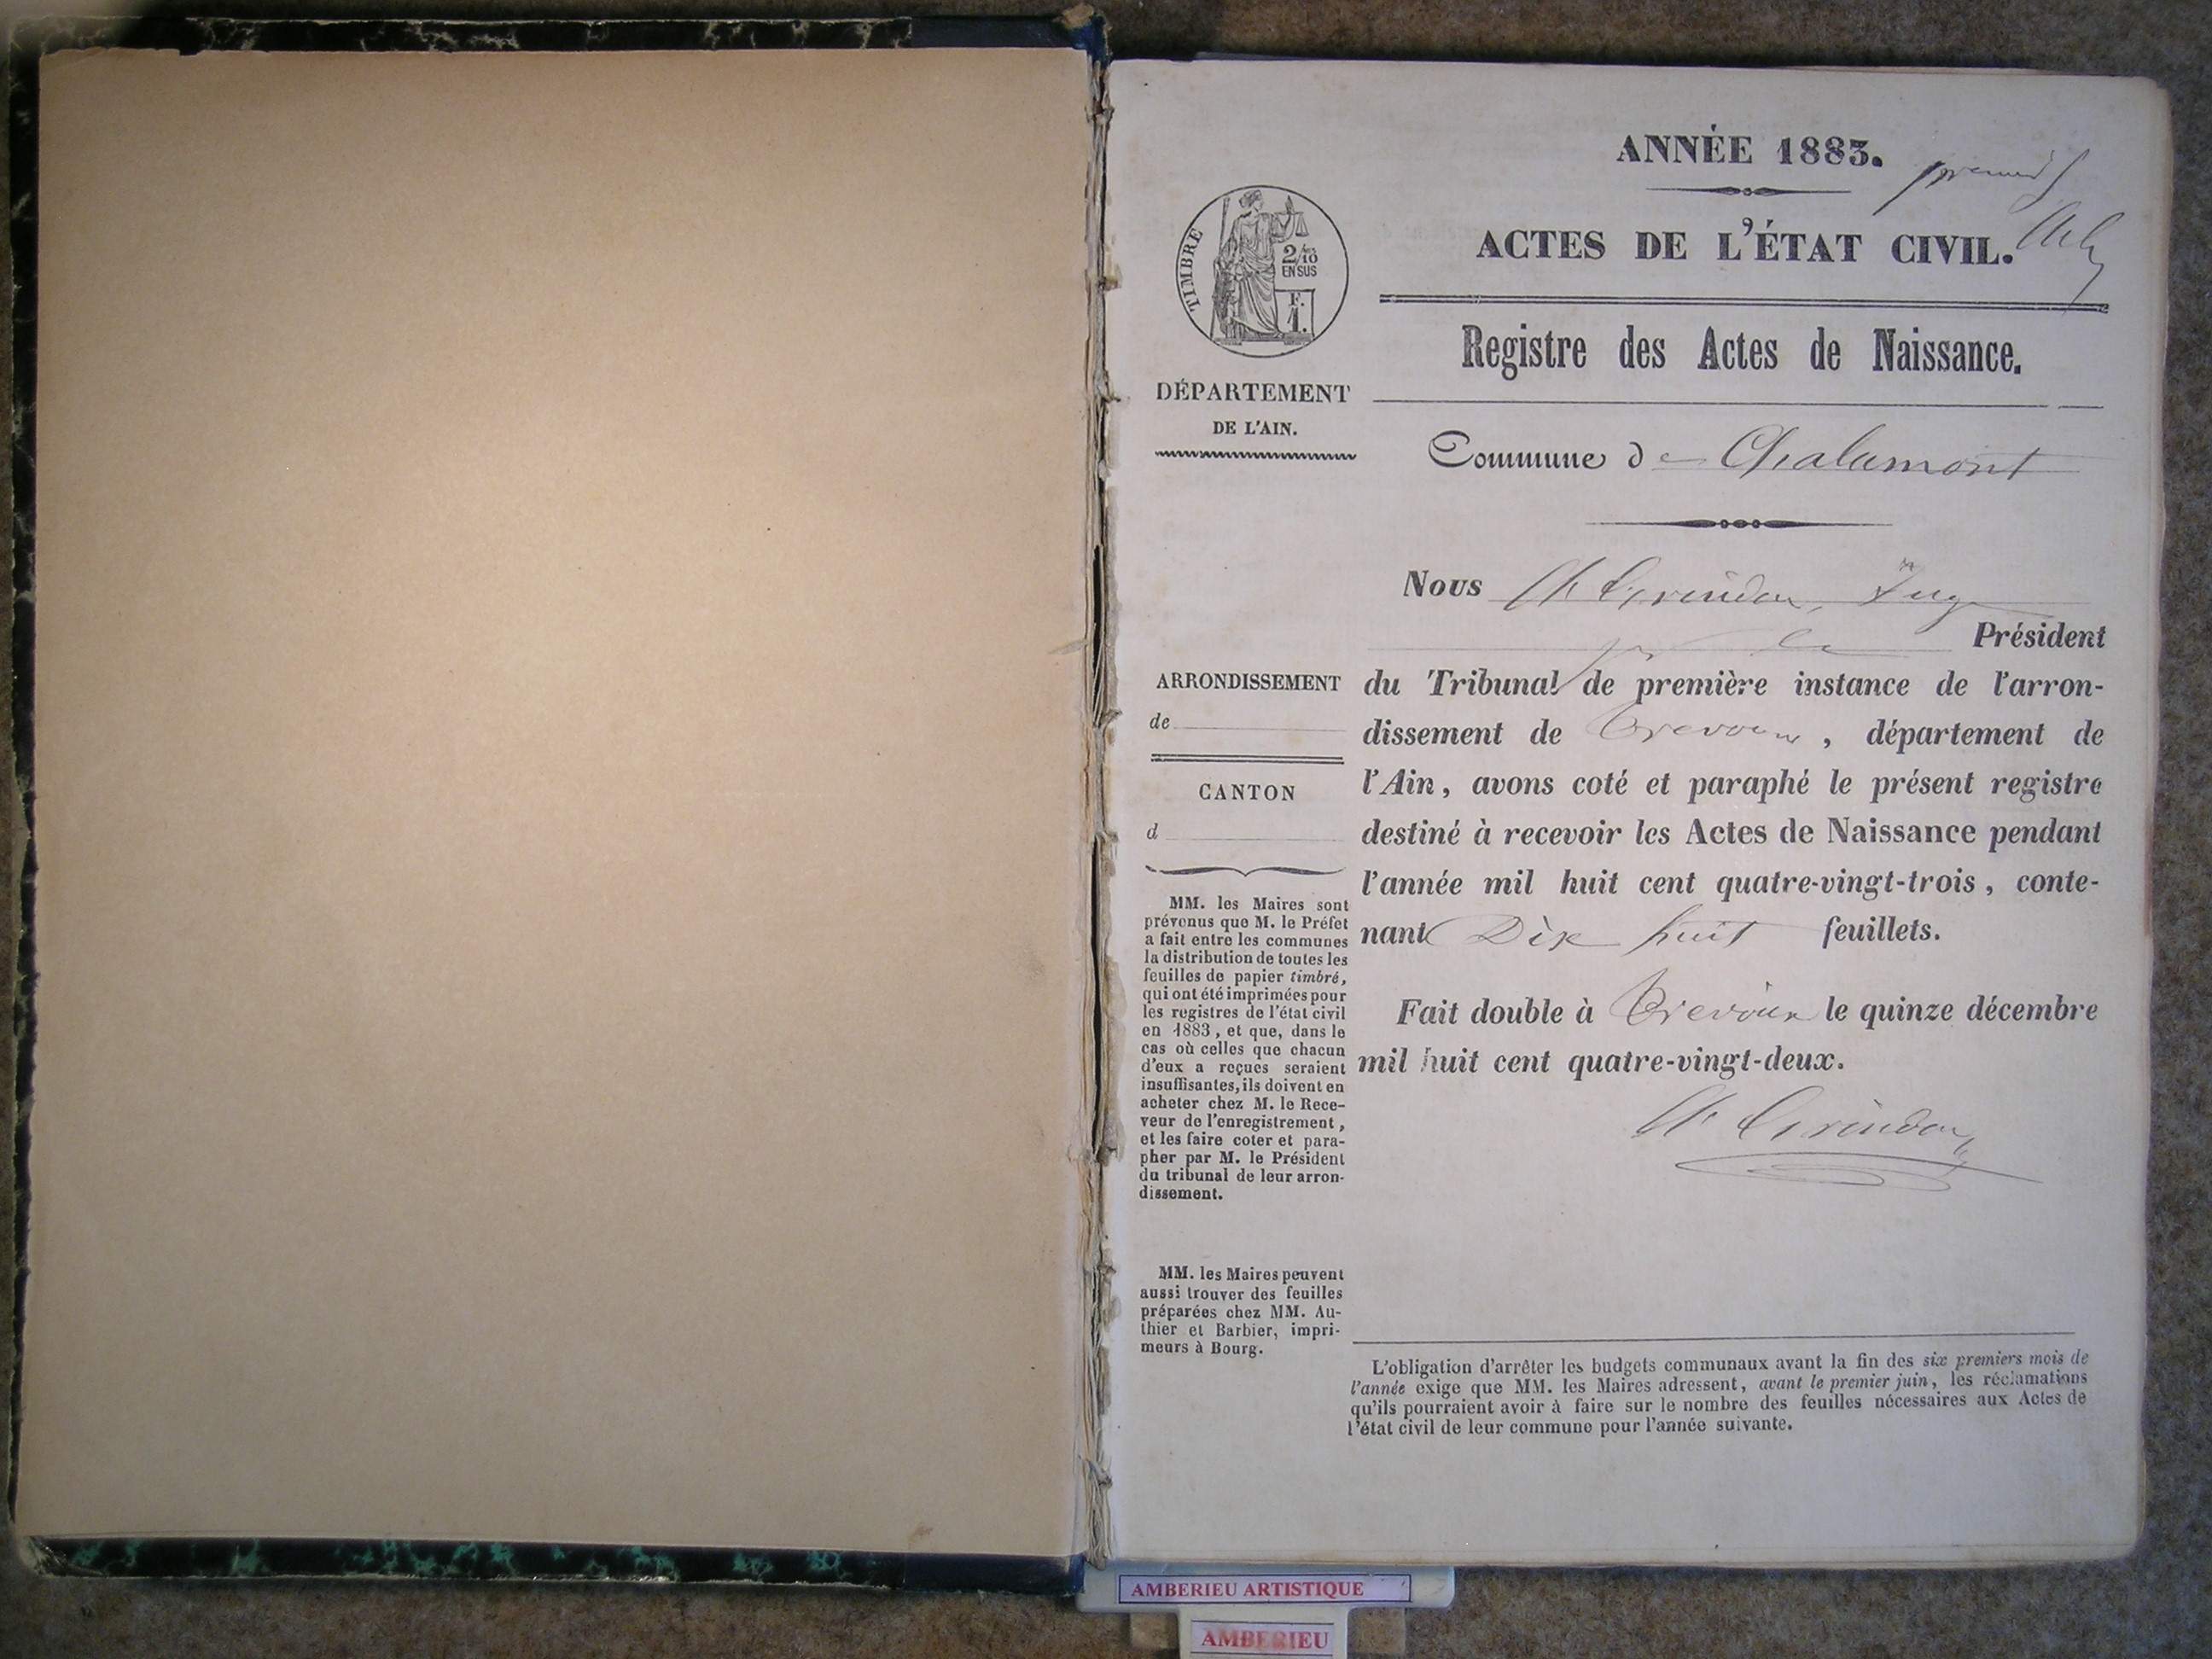 ANNÉE 1883.
premier
TIMBRE
2/10
EN SUS
F.
1.
ACTES DE L'ÉTAT CIVIL.
Registre des Actes de Naissance.
DÉPARTEMENT
DE L'AIN.
Commune de Chalamont
Nous
Président
ARRONDISSEMENT
de
CANTON
d
du Tribunal de première instance de l'arron-
dissement de Trevoux, département de
l'Ain, avons coté et paraphé le présent registre
destiné à recevoir les Actes de Naissance pendant
l'année mil huit cent quatre-vingt-trois, conte-
nant Dix huit feuillets.
Fait double à Trevoux le quinze décembre
mil huit cent quatre-vingt-deux.
MM. les Maires sont
prévenus que M. le Préfet
a fait entre les communes
la distribution de toutes les
feuilles de papier timbré,
qui ont été imprimées pour
les registres de l'état civil
en 1883, et que, dans le
cas où celles que chacun
d'eux a reçues seraient
insuffisantes, ils doivent en
acheter chez M. le Rece-
veur de l'enregistrement,
et les faire coter et para-
pher par M. le Président
du tribunal de leur arron-
dissement.
MM. les Maires peuvent
aussi trouver des feuilles
préparées chez MM. Au-
thier et Barbier, impri-
meurs à Bourg.
L'obligation d'arrêter les budgets communaux avant la fin des six premiers mois de
l'année exige que MM. les Maires adressent, avant le premier juin, les réclamations
qu'ils pourraient avoir à faire sur le nombre des feuilles nécessaires aux Actes de
l'état civil de leur commune pour l'année suivante.
AMBERIEU ARTISTIQUE
AMBERIEU